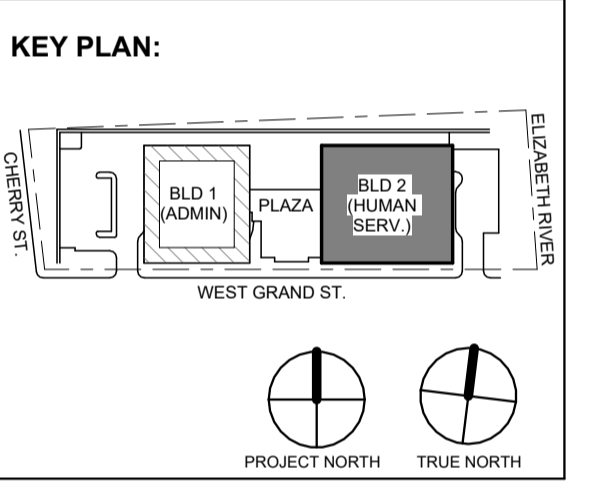 KEY PLAN:
CHERRY ST.
BLD 1
(ADMIN)
PLAZA
BLD 2
(HUMAN
SERV.)
ELIZABETH RIVER
WEST GRAND ST.
PROJECT NORTH
TRUE NORTH